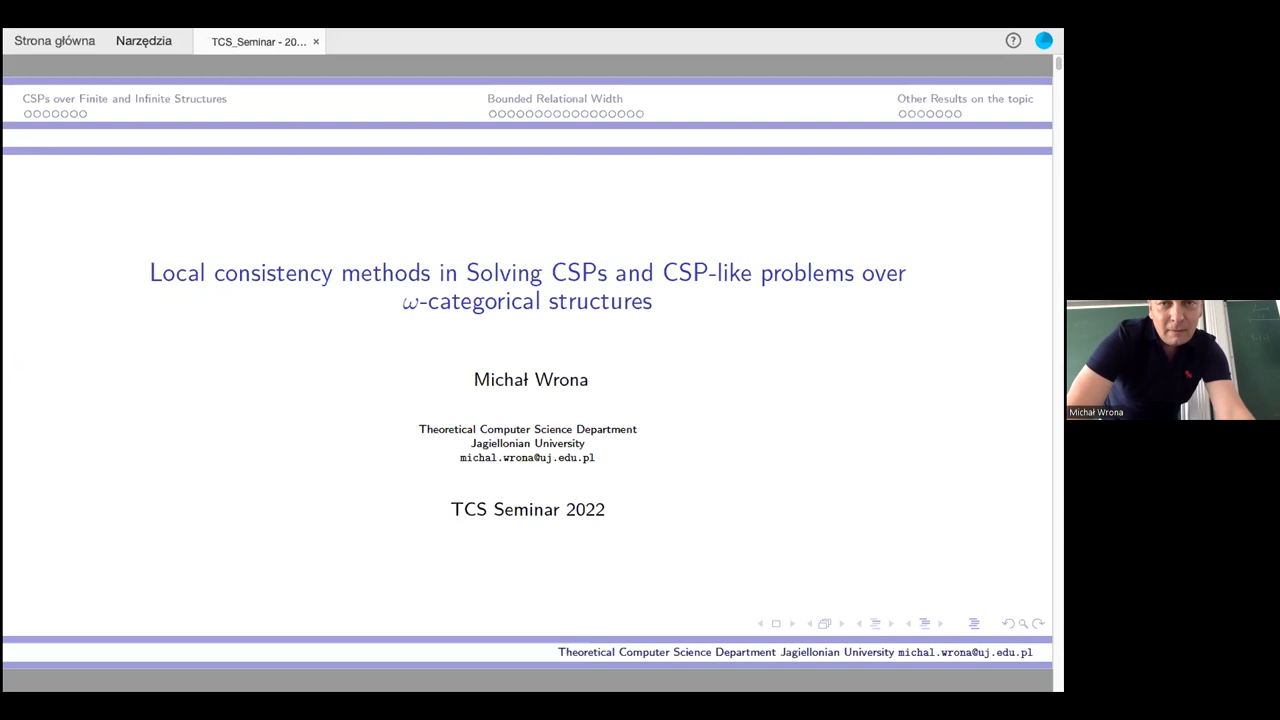 Strona główna
Narzędzia
TCS_Seminar - 20... ×
CSPs over Finite and Infinite Structures
Bounded Relational Width
Other Results on the topic
Local consistency methods in Solving CSPs and CSP-like problems over
ω-categorical structures
Michał Wrona
Theoretical Computer Science Department
Jagiellonian University
michal.wrona@uj.edu.pl
TCS Seminar 2022
Theoretical Computer Science Department Jagiellonian University michal.wrona@uj.edu.pl
Michał Wrona